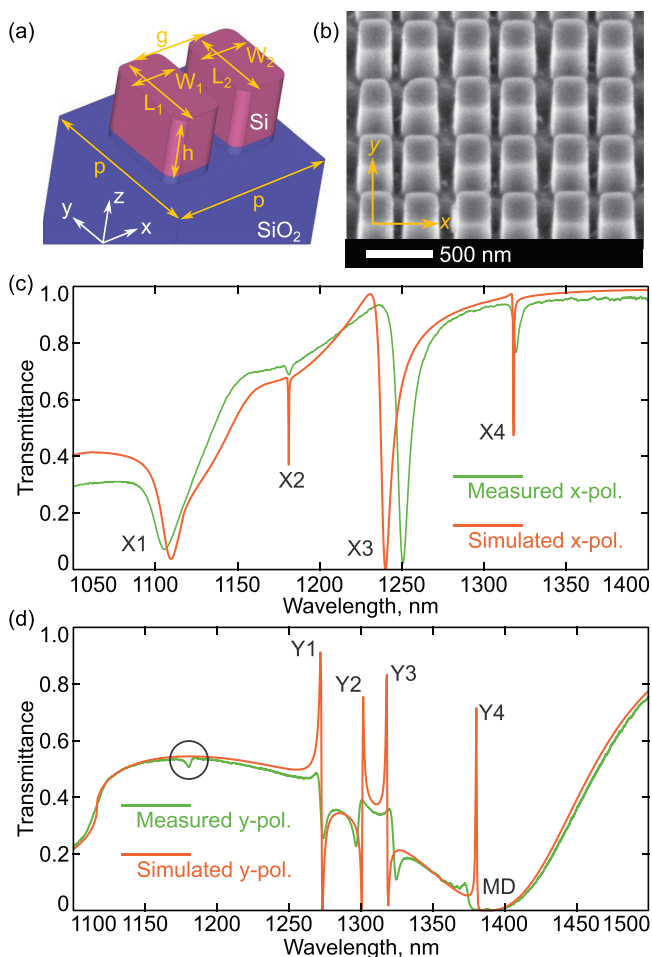 (a)
g
W₂
W₁
L₂
L₁
Si
h
p
p
z
y
x
SiO₂
(b)
y
x
500 nm
(c)
1.0
0.8
0.6
0.4
0.2
0
Transmittance
X1
X2
X3
X4
Measured x-pol.
Simulated x-pol.
1050 1100 1150 1200 1250 1300 1350 1400
Wavelength, nm
(d)
1.0
0.8
0.6
0.4
0.2
0
Transmittance
Y1
Y2
Y3
Y4
MD
Measured y-pol.
Simulated y-pol.
1100 1150 1200 1250 1300 1350 1400 1500
Wavelength, nm